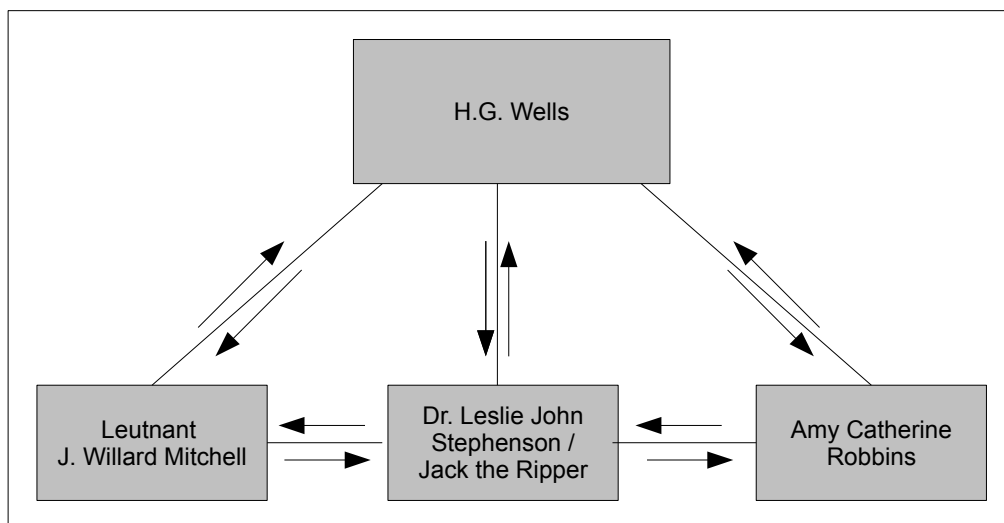 H.G. Wells
Leutnant
J. Willard Mitchell
Dr. Leslie John
Stephenson /
Jack the Ripper
Amy Catherine
Robbins